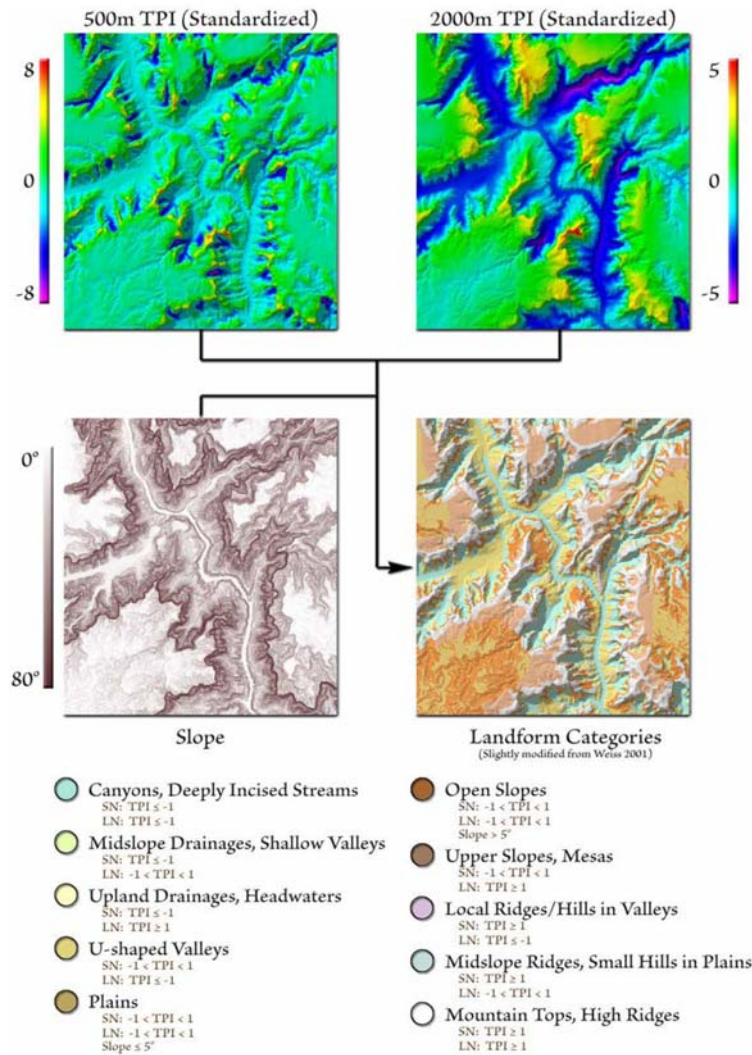 500m TPI (Standardized)
2000m TPI (Standardized)
8
0
-8
5
0
-5
0°
80°
Slope
Landform Categories
(Slightly modified from Weiss 2001)
Canyons, Deeply Incised Streams
SN: TPI ≤ -1
LN: TPI ≤ -1
Midslope Drainages, Shallow Valleys
SN: TPI ≤ -1
LN: -1 < TPI < 1
Upland Drainages, Headwaters
SN: TPI ≤ -1
LN: TPI ≥ 1
U-shaped Valleys
SN: -1 < TPI < 1
LN: TPI ≤ -1
Plains
SN: -1 < TPI < 1
LN: -1 < TPI < 1
Slope ≤ 5°
Open Slopes
SN: -1 < TPI < 1
LN: -1 < TPI < 1
Slope > 5°
Upper Slopes, Mesas
SN: -1 < TPI < 1
LN: TPI ≥ 1
Local Ridges/Hills in Valleys
SN: TPI ≥ 1
LN: TPI ≤ -1
Midslope Ridges, Small Hills in Plains
SN: TPI ≥ 1
LN: -1 < TPI < 1
Mountain Tops, High Ridges
SN: TPI ≥ 1
LN: TPI ≥ 1